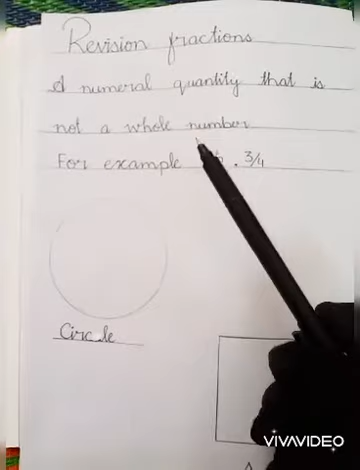 Revision fractions
A numeral quantity that is
not a whole number
For example . 3/4
Circle
VIVAVIDEO